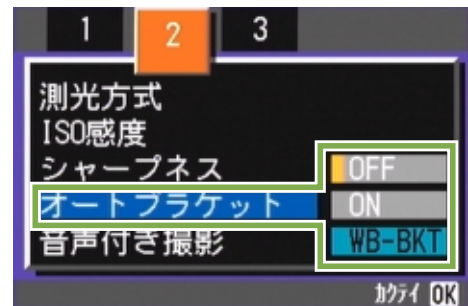 1 2 3
測光方式
ISO感度
シャープネス OFF
オートブラケット ON
音声付き撮影 WB-BKT
ｶｸﾃｲ OK